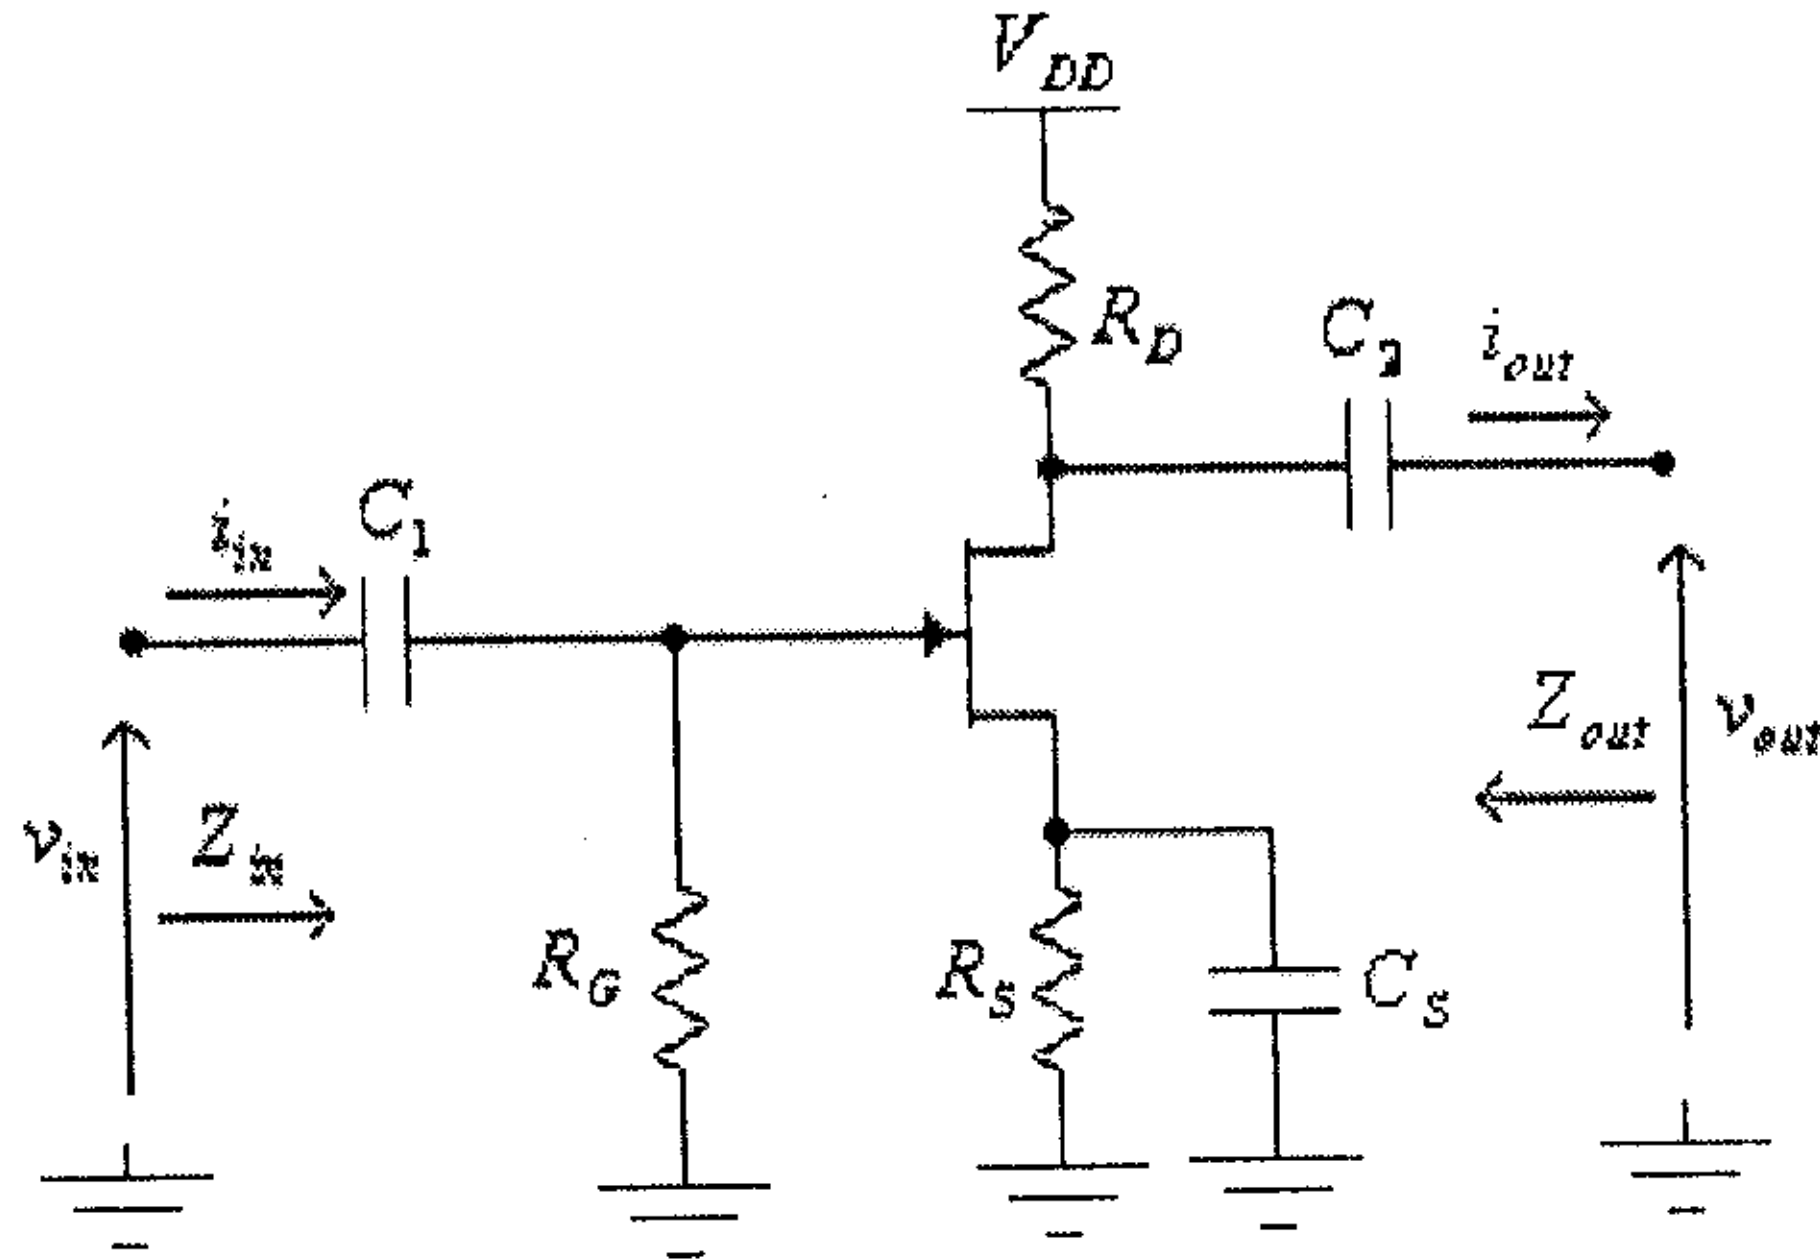 V_DD
R_D
C_2
i_out
i_in
C_1
v_in
Z_in
Z_out
v_out
R_G
R_S
C_S